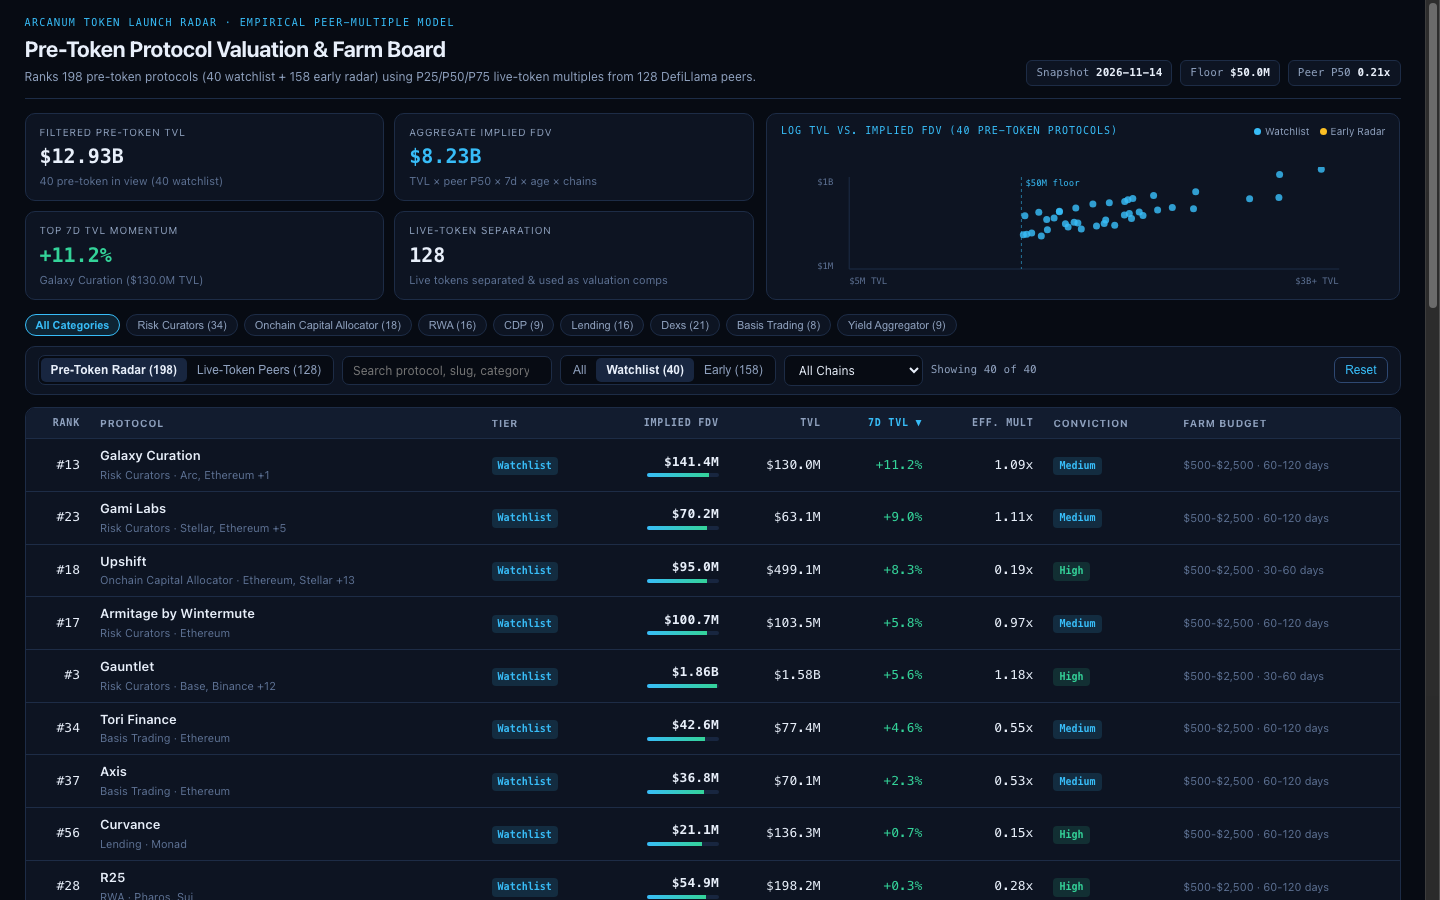 ARCANUM TOKEN LAUNCH RADAR · EMPIRICAL PEER-MULTIPLE MODEL
Pre-Token Protocol Valuation & Farm Board
Ranks 198 pre-token protocols (40 watchlist + 158 early radar) using P25/P50/P75 live-token multiples from 128 DefiLlama peers.
Snapshot 2026-11-14
Floor $50.0M
Peer P50 0.21x
FILTERED PRE-TOKEN TVL
$12.93B
40 pre-token in view (40 watchlist)
AGGREGATE IMPLIED FDV
$8.23B
TVL × peer P50 × 7d × age × chains
TOP 7D TVL MOMENTUM
+11.2%
Galaxy Curation ($130.0M TVL)
LIVE-TOKEN SEPARATION
128
Live tokens separated & used as valuation comps
LOG TVL VS. IMPLIED FDV (40 PRE-TOKEN PROTOCOLS)
Watchlist
Early Radar
$1B
$50M floor
$1M
$5M TVL
$3B+ TVL
All Categories
Risk Curators (34)
Onchain Capital Allocator (18)
RWA (16)
CDP (9)
Lending (16)
Dexs (21)
Basis Trading (8)
Yield Aggregator (9)
Pre-Token Radar (198)
Live-Token Peers (128)
Search protocol, slug, category
All
Watchlist (40)
Early (158)
All Chains
Showing 40 of 40
Reset
RANK PROTOCOL TIER IMPLIED FDV TVL 7D TVL ▼ EFF. MULT CONVICTION FARM BUDGET
#13 Galaxy Curation Watchlist $141.4M $130.0M +11.2% 1.09x Medium $500-$2,500 · 60-120 days
Risk Curators · Arc, Ethereum +1
#23 Gami Labs Watchlist $70.2M $63.1M +9.0% 1.11x Medium $500-$2,500 · 60-120 days
Risk Curators · Stellar, Ethereum +5
#18 Upshift Watchlist $95.0M $499.1M +8.3% 0.19x High $500-$2,500 · 30-60 days
Onchain Capital Allocator · Ethereum, Stellar +13
#17 Armitage by Wintermute Watchlist $100.7M $103.5M +5.8% 0.97x Medium $500-$2,500 · 60-120 days
Risk Curators · Ethereum
#3 Gauntlet Watchlist $1.86B $1.58B +5.6% 1.18x High $500-$2,500 · 30-60 days
Risk Curators · Base, Binance +12
#34 Tori Finance Watchlist $42.6M $77.4M +4.6% 0.55x Medium $500-$2,500 · 60-120 days
Basis Trading · Ethereum
#37 Axis Watchlist $36.8M $70.1M +2.3% 0.53x Medium $500-$2,500 · 60-120 days
Basis Trading · Ethereum
#56 Curvance Watchlist $21.1M $136.3M +0.7% 0.15x High $500-$2,500 · 60-120 days
Lending · Monad
#28 R25 Watchlist $54.9M $198.2M +0.3% 0.28x High $500-$2,500 · 60-120 days
RWA · Pharos, Sui